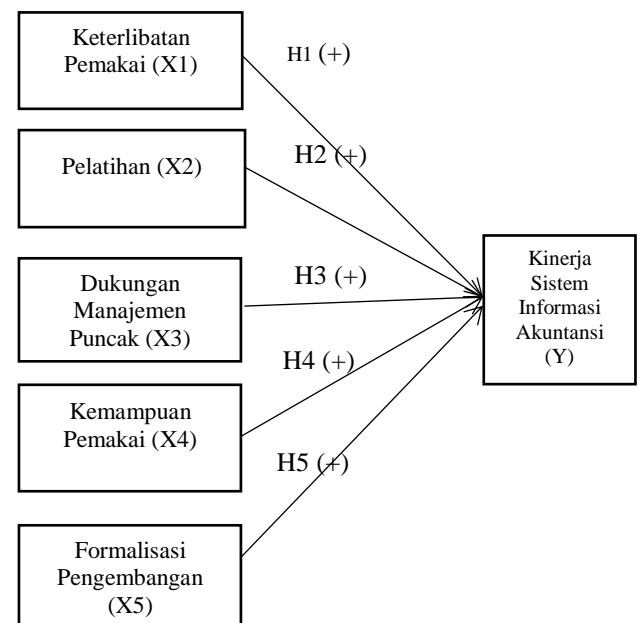 Keterlibatan
Pemakai (X1)
H1 (+)
Pelatihan (X2)
H2 (+)
Dukungan
Manajemen
Puncak (X3)
H3 (+)
Kemampuan
Pemakai (X4)
H4 (+)
Formalisasi
Pengembangan
(X5)
H5 (+)
Kinerja
Sistem
Informasi
Akuntansi
(Y)